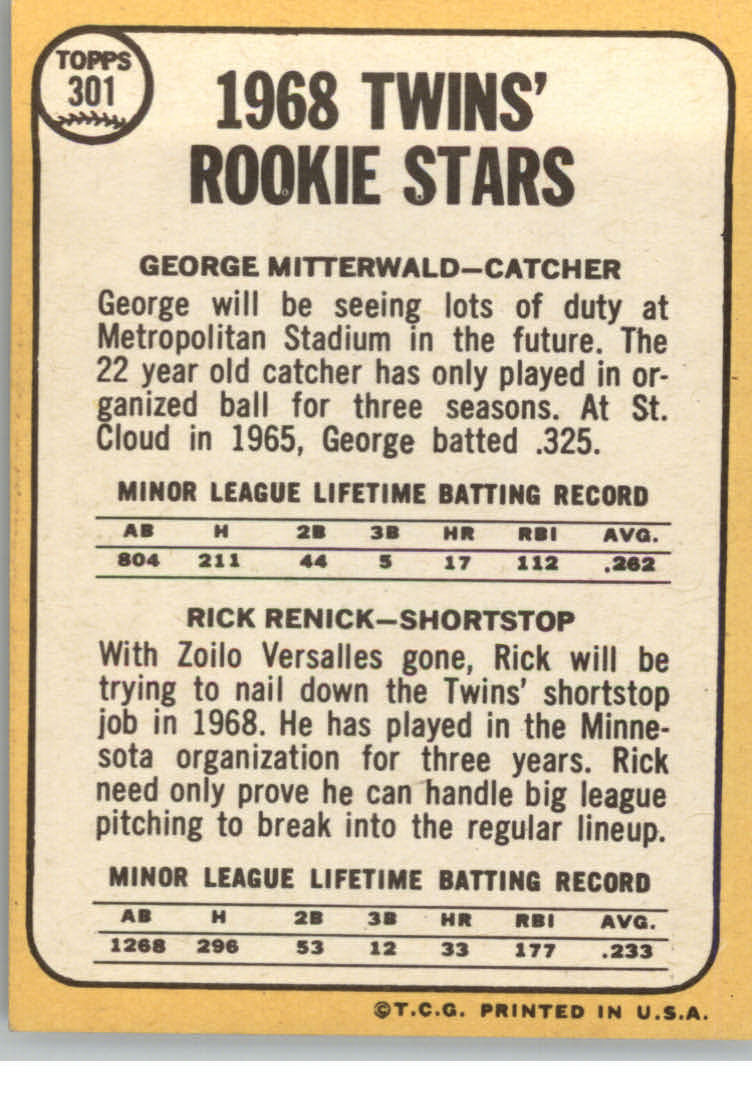 TOPPS
301
1968 TWINS'
ROOKIE STARS
GEORGE MITTERWALD—CATCHER
George will be seeing lots of duty at
Metropolitan Stadium in the future. The
22 year old catcher has only played in or-
ganized ball for three seasons. At St.
Cloud in 1965, George batted .325.
MINOR LEAGUE LIFETIME BATTING RECORD
AB H 2B 3B HR RBI AVG.
804 211 44 5 17 112 .262
RICK RENICK—SHORTSTOP
With Zoilo Versalles gone, Rick will be
trying to nail down the Twins' shortstop
job in 1968. He has played in the Minne-
sota organization for three years. Rick
need only prove he can handle big league
pitching to break into the regular lineup.
MINOR LEAGUE LIFETIME BATTING RECORD
AB H 2B 3B HR RBI AVG.
1268 296 53 12 33 177 .233
©T.C.G. PRINTED IN U.S.A.